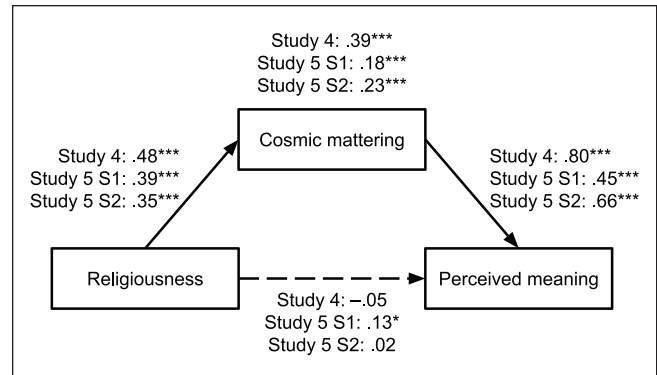 Study 4: .39***
Study 5 S1: .18***
Study 5 S2: .23***
Cosmic mattering
Study 4: .48***
Study 5 S1: .39***
Study 5 S2: .35***
Study 4: .80***
Study 5 S1: .45***
Study 5 S2: .66***
Religiousness
Perceived meaning
Study 4: –.05
Study 5 S1: .13*
Study 5 S2: .02